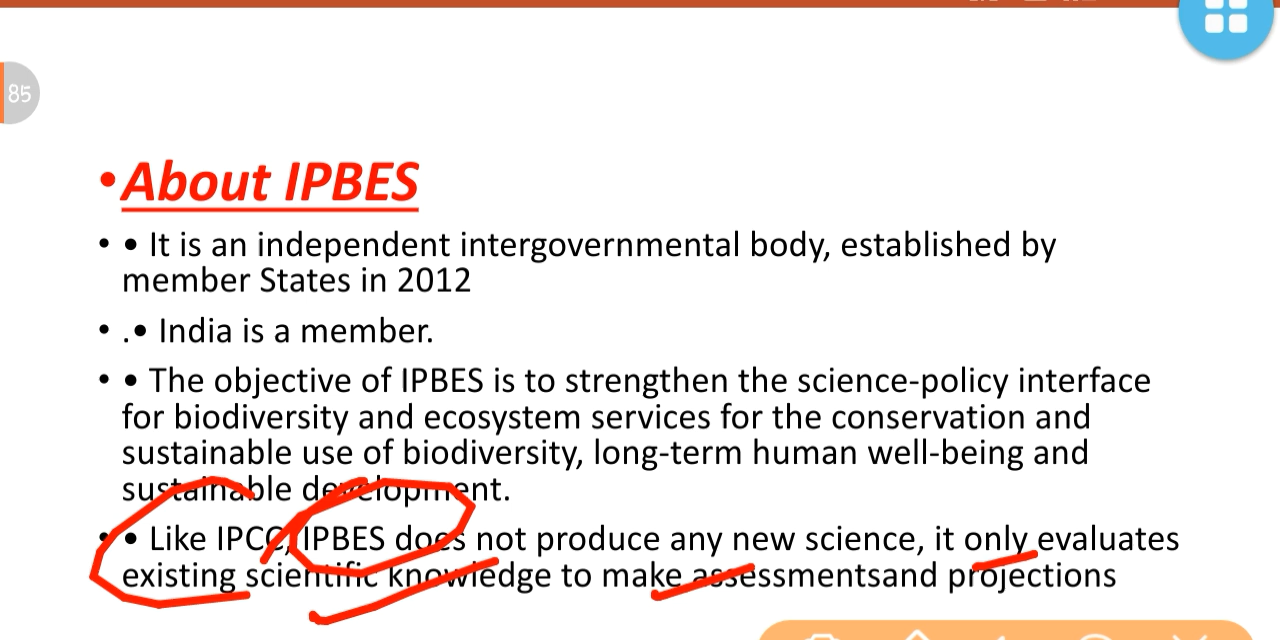 85
•About IPBES
• • It is an independent intergovernmental body, established by
member States in 2012
• .• India is a member.
• • The objective of IPBES is to strengthen the science-policy interface
for biodiversity and ecosystem services for the conservation and
sustainable use of biodiversity, long-term human well-being and
sustainable development.
• • Like IPCC, IPBES does not produce any new science, it only evaluates
existing scientific knowledge to make assessmentsand projections